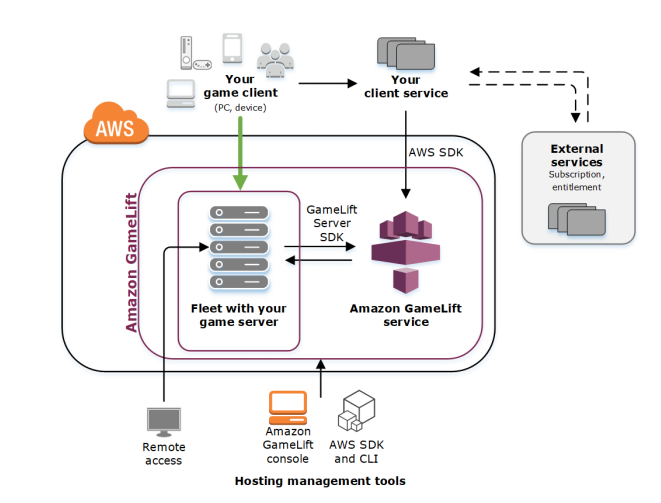 Your
game client
(PC, device)
Your
client service
AWS
AWS SDK
External
services
Subscription,
entitlement
Amazon GameLift
GameLift
Server
SDK
Fleet with your
game server
Amazon GameLift
service
Remote
access
Amazon
GameLift
console
AWS SDK
and CLI
Hosting management tools